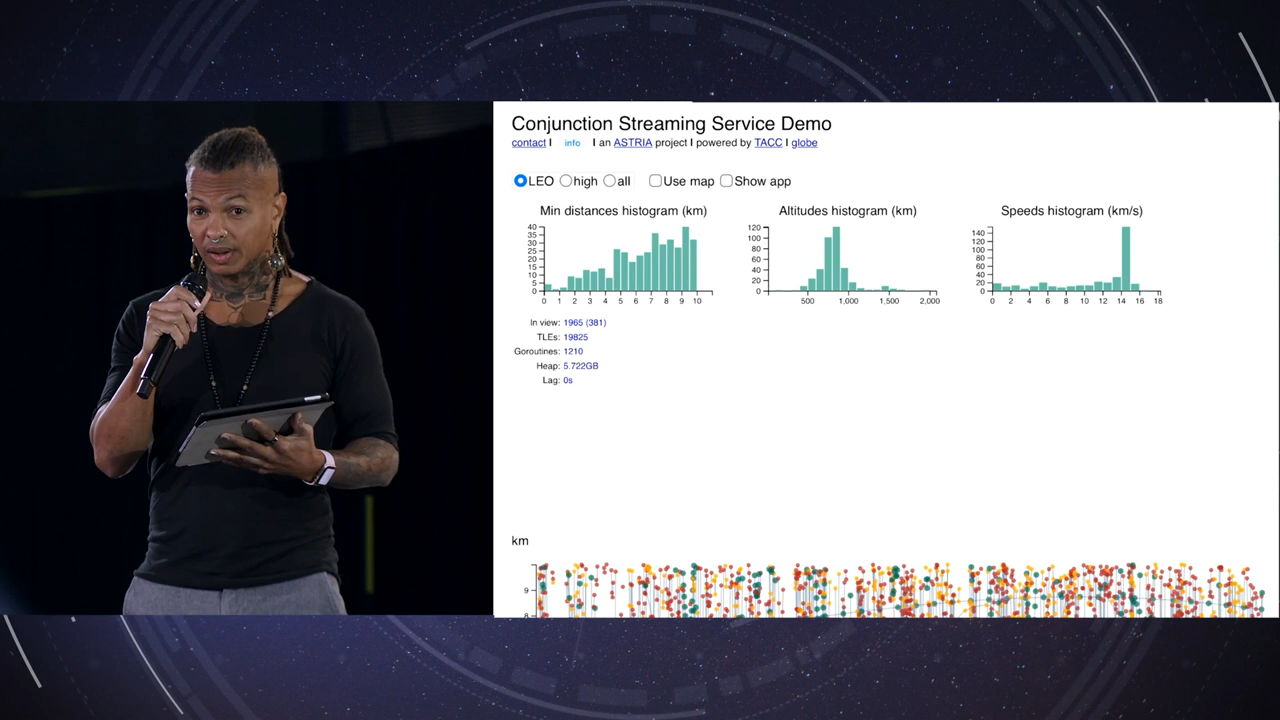 Conjunction Streaming Service Demo
contact | info | an ASTRIA project | powered by TACC | globe
LEO high all Use map Show app
Min distances histogram (km)
40
35
30
25
20
15
10
5
0
0 1 2 3 4 5 6 7 8 9 10
Altitudes histogram (km)
120
100
80
60
40
20
0
500 1,000 1,500 2,000
Speeds histogram (km/s)
140
120
100
80
60
40
20
0
0 2 4 6 8 10 12 14 16 18
In view: 1965 (381)
TLEs: 19825
Goroutines: 1210
Heap: 5.722GB
Lag: 0s
km
9
8